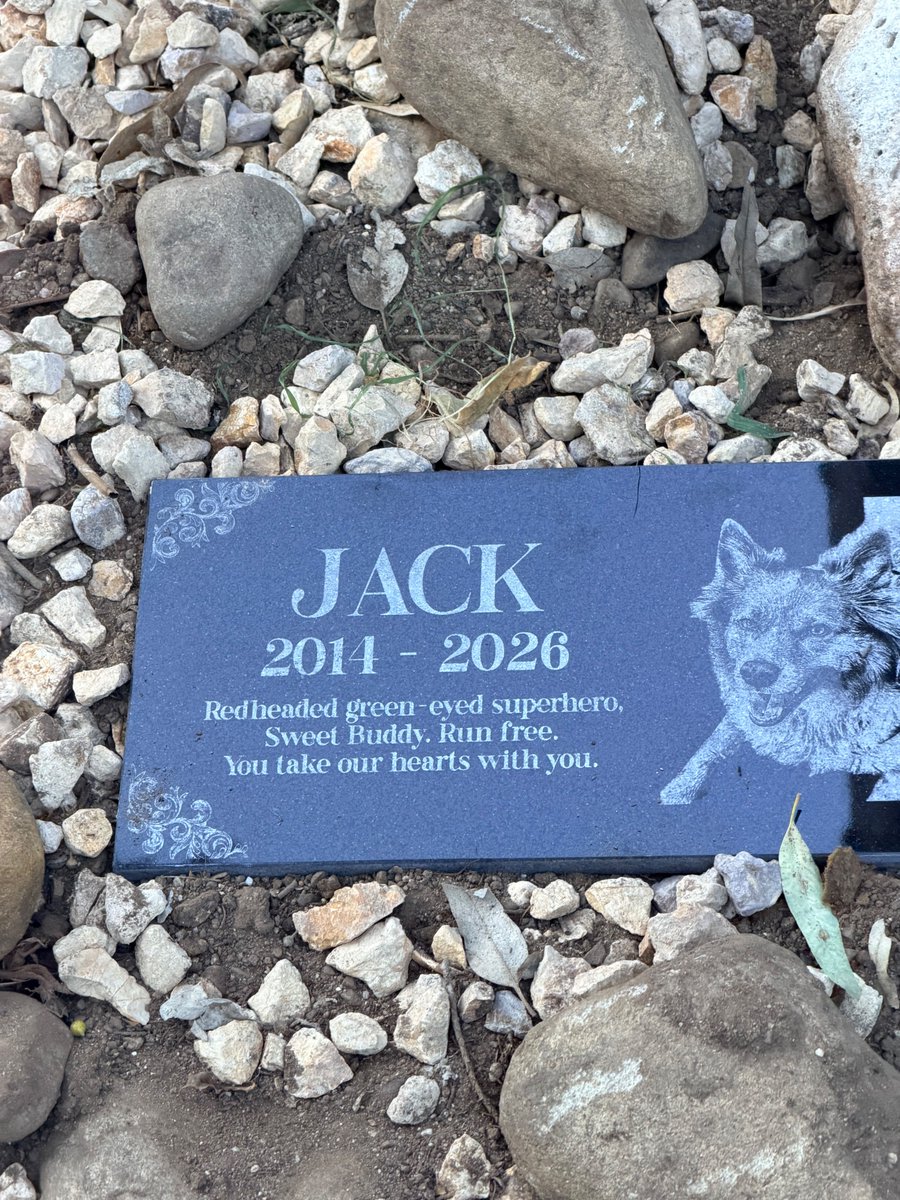 JACK
2014 - 2026
Redheaded green-eyed superhero,
Sweet Buddy. Run free.
You take our hearts with you.